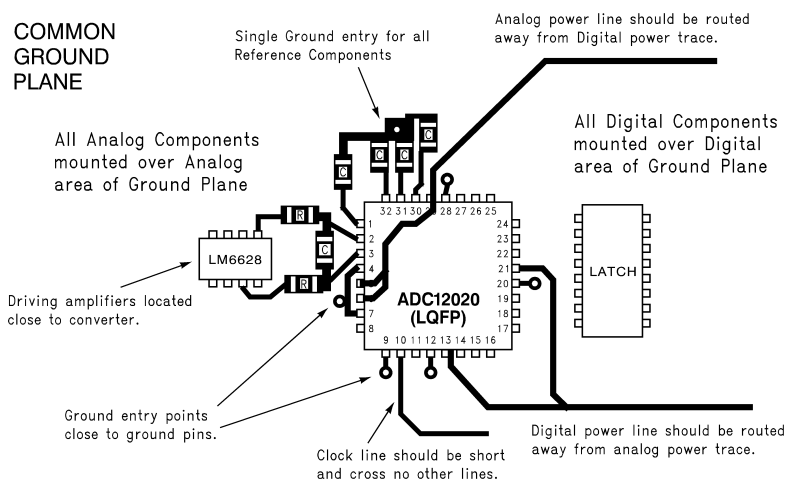 COMMON
GROUND
PLANE
Single Ground entry for all
Reference Components
Analog power line should be routed
away from Digital power trace.
All Analog Components
mounted over Analog
area of Ground Plane
All Digital Components
mounted over Digital
area of Ground Plane
C
C
C
C
32 31 30 28 27 26 25
R
C
R
LM6628
1
2
3
4
7
8
24
23
22
21
20
19
18
17
ADC12020
(LQFP)
9 10 11 12 13 14 15 16
LATCH
Driving amplifiers located
close to converter.
Ground entry points
close to ground pins.
Clock line should be short
and cross no other lines.
Digital power line should be routed
away from analog power trace.